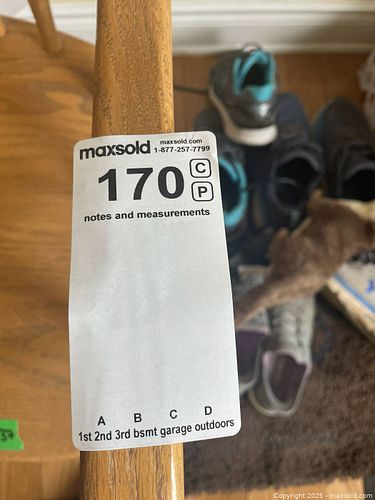 maxsold maxsold.com
1-877-257-7799
170 C
P
notes and measurements
A B C D
1st 2nd 3rd bsmt garage outdoors
37
Copyright 2025 - maxsold.com